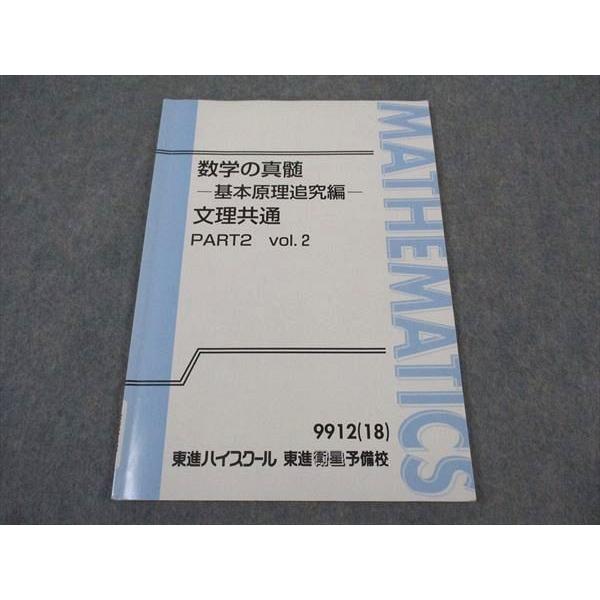 数学の真髄
―基本原理追究編―
文理共通
PART2 vol.2
MATHEMATICS
9912(18)
東進ハイスクール 東進衛星予備校